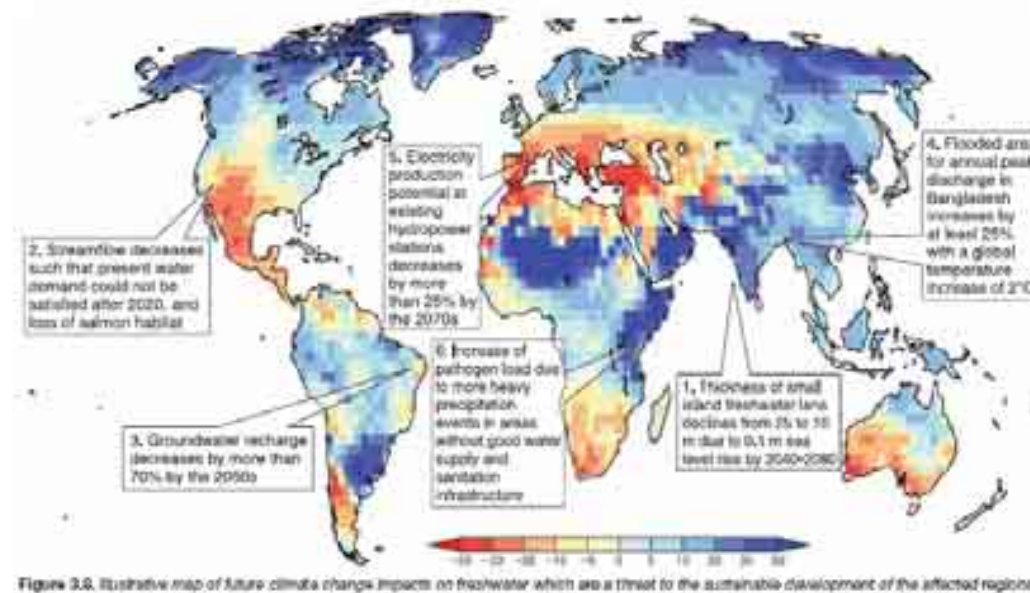 5. Electricity
production
potential at
existing
hydropower
stations
decreases
by more
than 25% by
the 2070s
4. Flooded area
for annual peak
discharge in
Bangladesh
increases by
at least 25%
with a global
temperature
increase of 2°C
2. Streamflow decreases
such that present water
demand could not be
satisfied after 2020, and
loss of salmon habitat
6. Increase of
pathogen load due
to more heavy
precipitation
events in areas
without good water
supply and
sanitation
infrastructure
1. Thickness of small
island freshwater lens
declines from 25 to 10
m due to 0.1 m sea
level rise by 2040-2080
3. Groundwater recharge
decreases by more than
70% by the 2050s
-10 -5 0 5 10
Figure 3.8. Illustrative map of future climate change impacts on freshwater which are a threat to the sustainable development of the affected regions